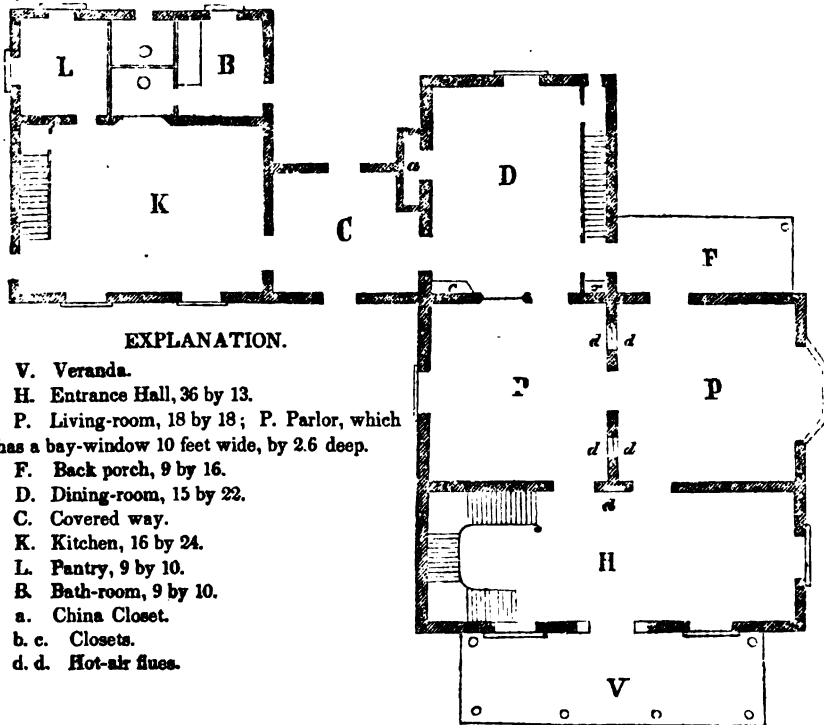 L
B
K
C
a
D
F
c
d d
P
P
d d
d
H
V
EXPLANATION.
V. Veranda.
H. Entrance Hall, 36 by 13.
P. Living-room, 18 by 18; P. Parlor, which
has a bay-window 10 feet wide, by 2.6 deep.
F. Back porch, 9 by 16.
D. Dining-room, 15 by 22.
C. Covered way.
K. Kitchen, 16 by 24.
L. Pantry, 9 by 10.
B. Bath-room, 9 by 10.
a. China Closet.
b. c. Closets.
d. d. Hot-air flues.